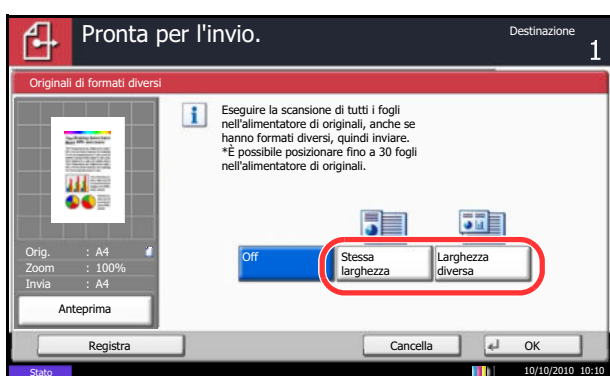 Pronta per l'invio.
Destinazione
1
Originali di formati diversi
Eseguire la scansione di tutti i fogli
nell'alimentatore di originali, anche se
hanno formati diversi, quindi inviare.
*È possibile posizionare fino a 30 fogli
nell'alimentatore di originali.
Orig. : A4
Zoom : 100%
Invia : A4
Anteprima
Off
Stessa
larghezza
Larghezza
diversa
Registra
Cancella
OK
Stato
10/10/2010 10:10